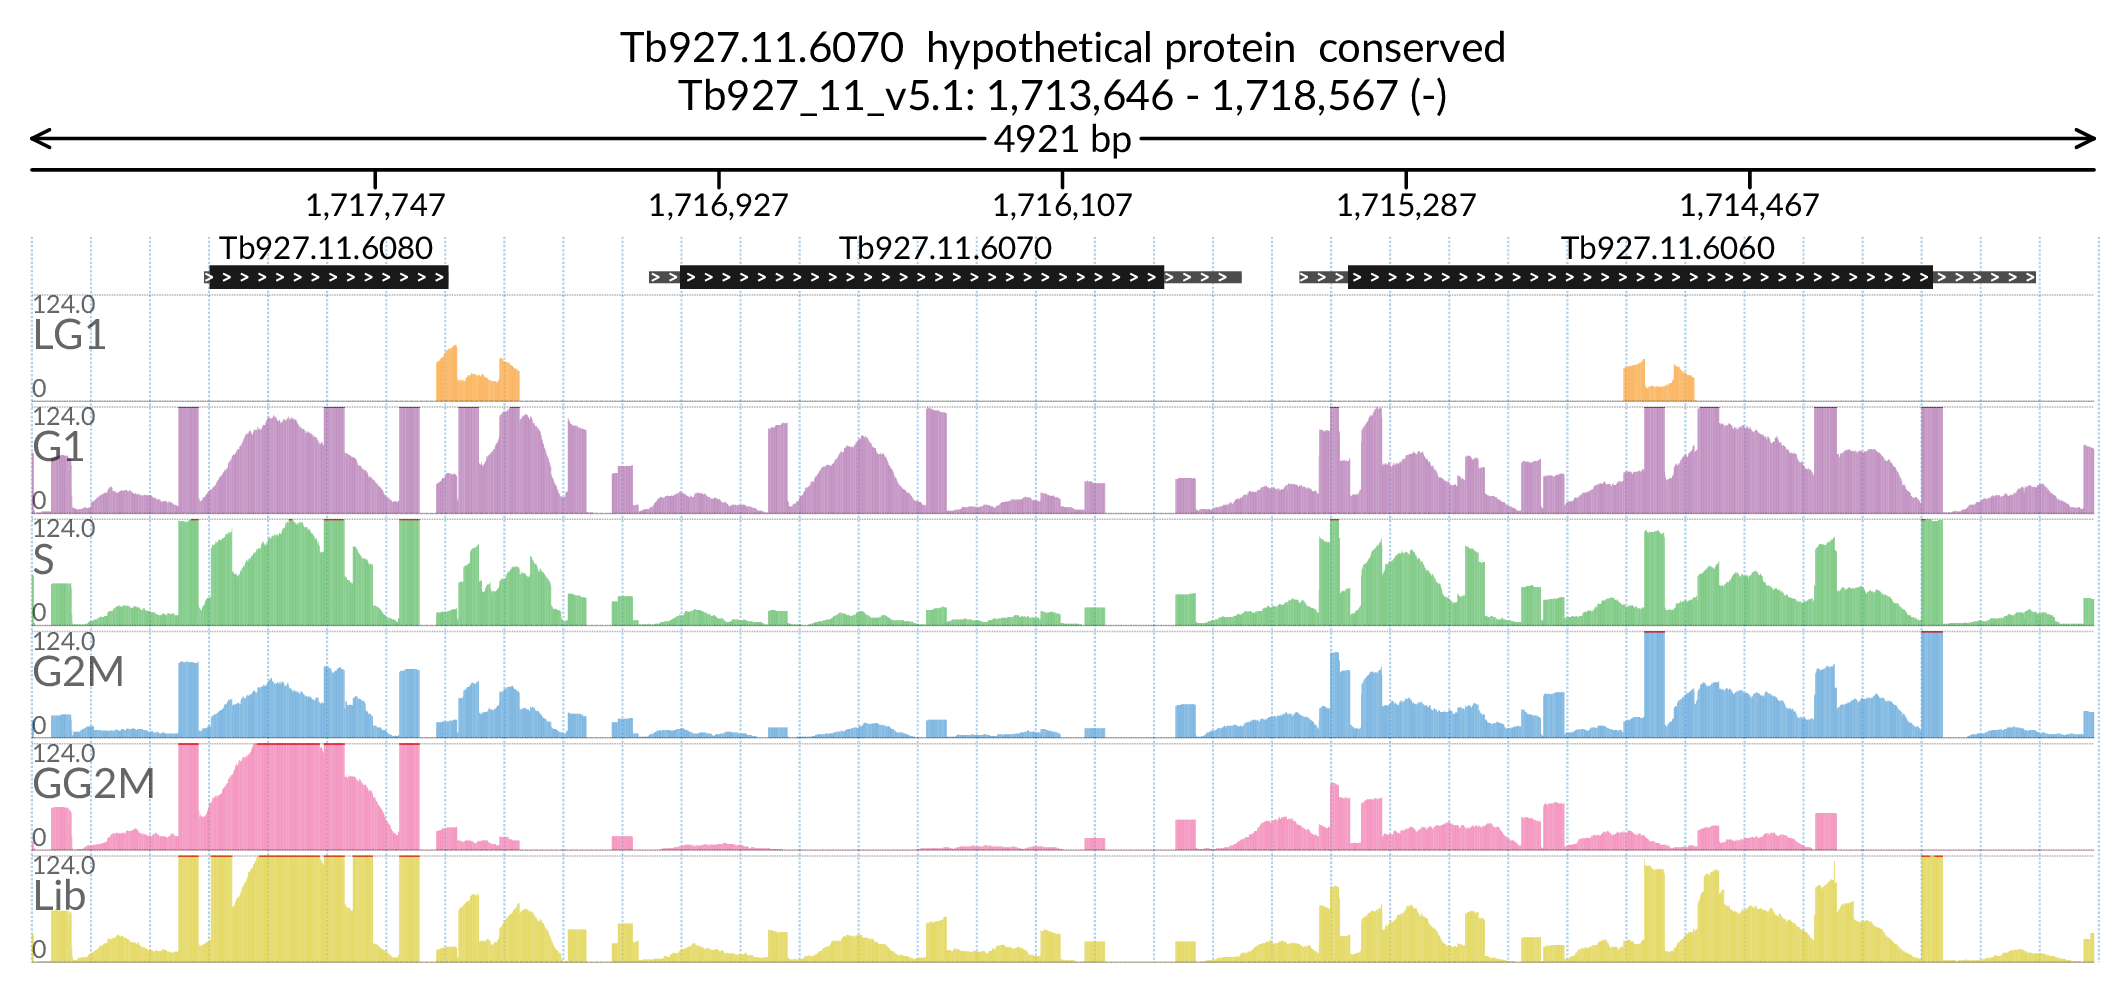 Tb927.11.6070 hypothetical protein conserved
Tb927_11_v5.1: 1,713,646 - 1,718,567 (-)
4921 bp
1,717,747 1,716,927 1,716,107 1,715,287 1,714,467
Tb927.11.6080 Tb927.11.6070 Tb927.11.6060
124.0
LG1
0
124.0
G1
0
124.0
S
0
124.0
G2M
0
124.0
GG2M
0
124.0
Lib
0